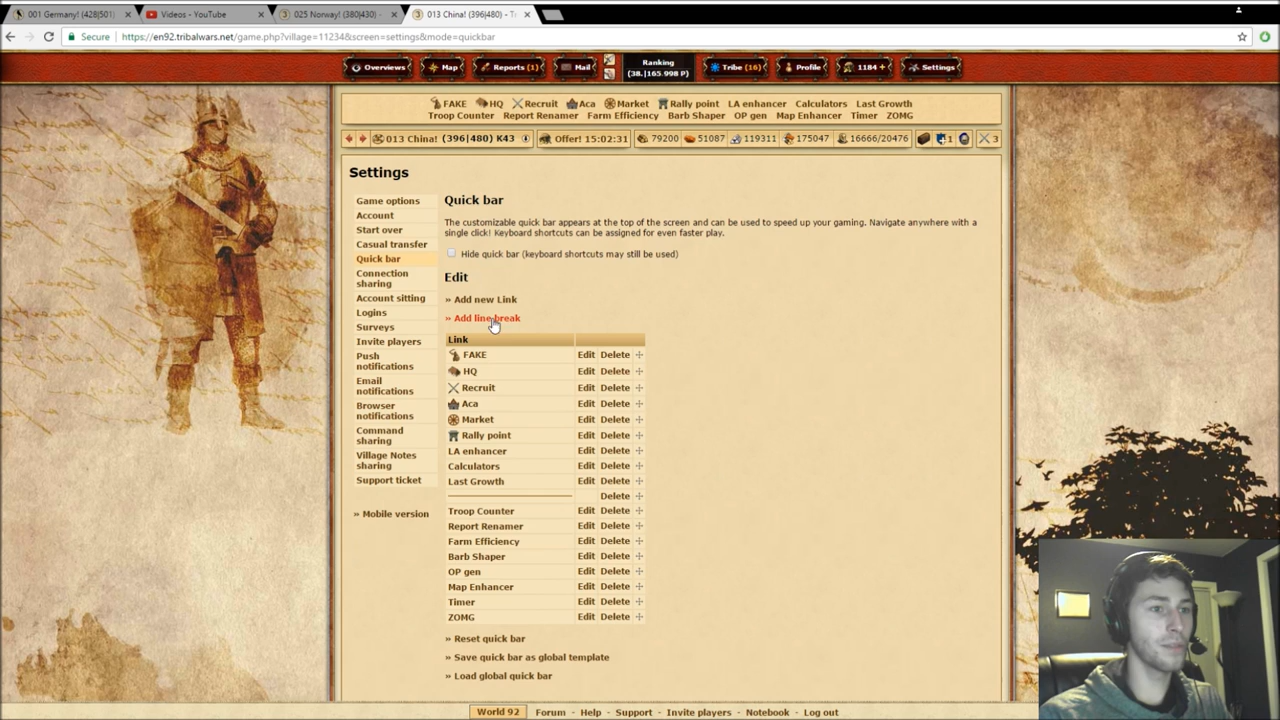 001 Germany! (428|501)
Videos - YouTube
025 Norway! (380|430) -
013 China! (396|480) - Tr
Secure
https://en92.tribalwars.net/game.php?village=11234&screen=settings&mode=quickbar
Overviews
Map
Reports (1)
Mail
Ranking
(38.|165.998 P)
Tribe (16)
Profile
1184 +
Settings
FAKE HQ Recruit Aca Market Rally point LA enhancer Calculators Last Growth
Troop Counter Report Renamer Farm Efficiency Barb Shaper OP gen Map Enhancer Timer ZOMG
013 China! (396|480) K43
Offer! 15:02:31
79200 51087 119311 175047 16666/20476
1
3
Settings
Game options
Account
Start over
Casual transfer
Quick bar
Connection
sharing
Account sitting
Logins
Surveys
Invite players
Push
notifications
Email
notifications
Browser
notifications
Command
sharing
Village Notes
sharing
Support ticket
» Mobile version
Quick bar
The customizable quick bar appears at the top of the screen and can be used to speed up your gaming. Navigate anywhere with a
single click! Keyboard shortcuts can be assigned for even faster play.
Hide quick bar (keyboard shortcuts may still be used)
Edit
» Add new Link
» Add line break
Link
FAKE Edit Delete
HQ Edit Delete
Recruit Edit Delete
Aca Edit Delete
Market Edit Delete
Rally point Edit Delete
LA enhancer Edit Delete
Calculators Edit Delete
Last Growth Edit Delete
Delete
Troop Counter Edit Delete
Report Renamer Edit Delete
Farm Efficiency Edit Delete
Barb Shaper Edit Delete
OP gen Edit Delete
Map Enhancer Edit Delete
Timer Edit Delete
ZOMG Edit Delete
» Reset quick bar
» Save quick bar as global template
» Load global quick bar
World 92 Forum - Help - Support - Invite players - Notebook - Log out